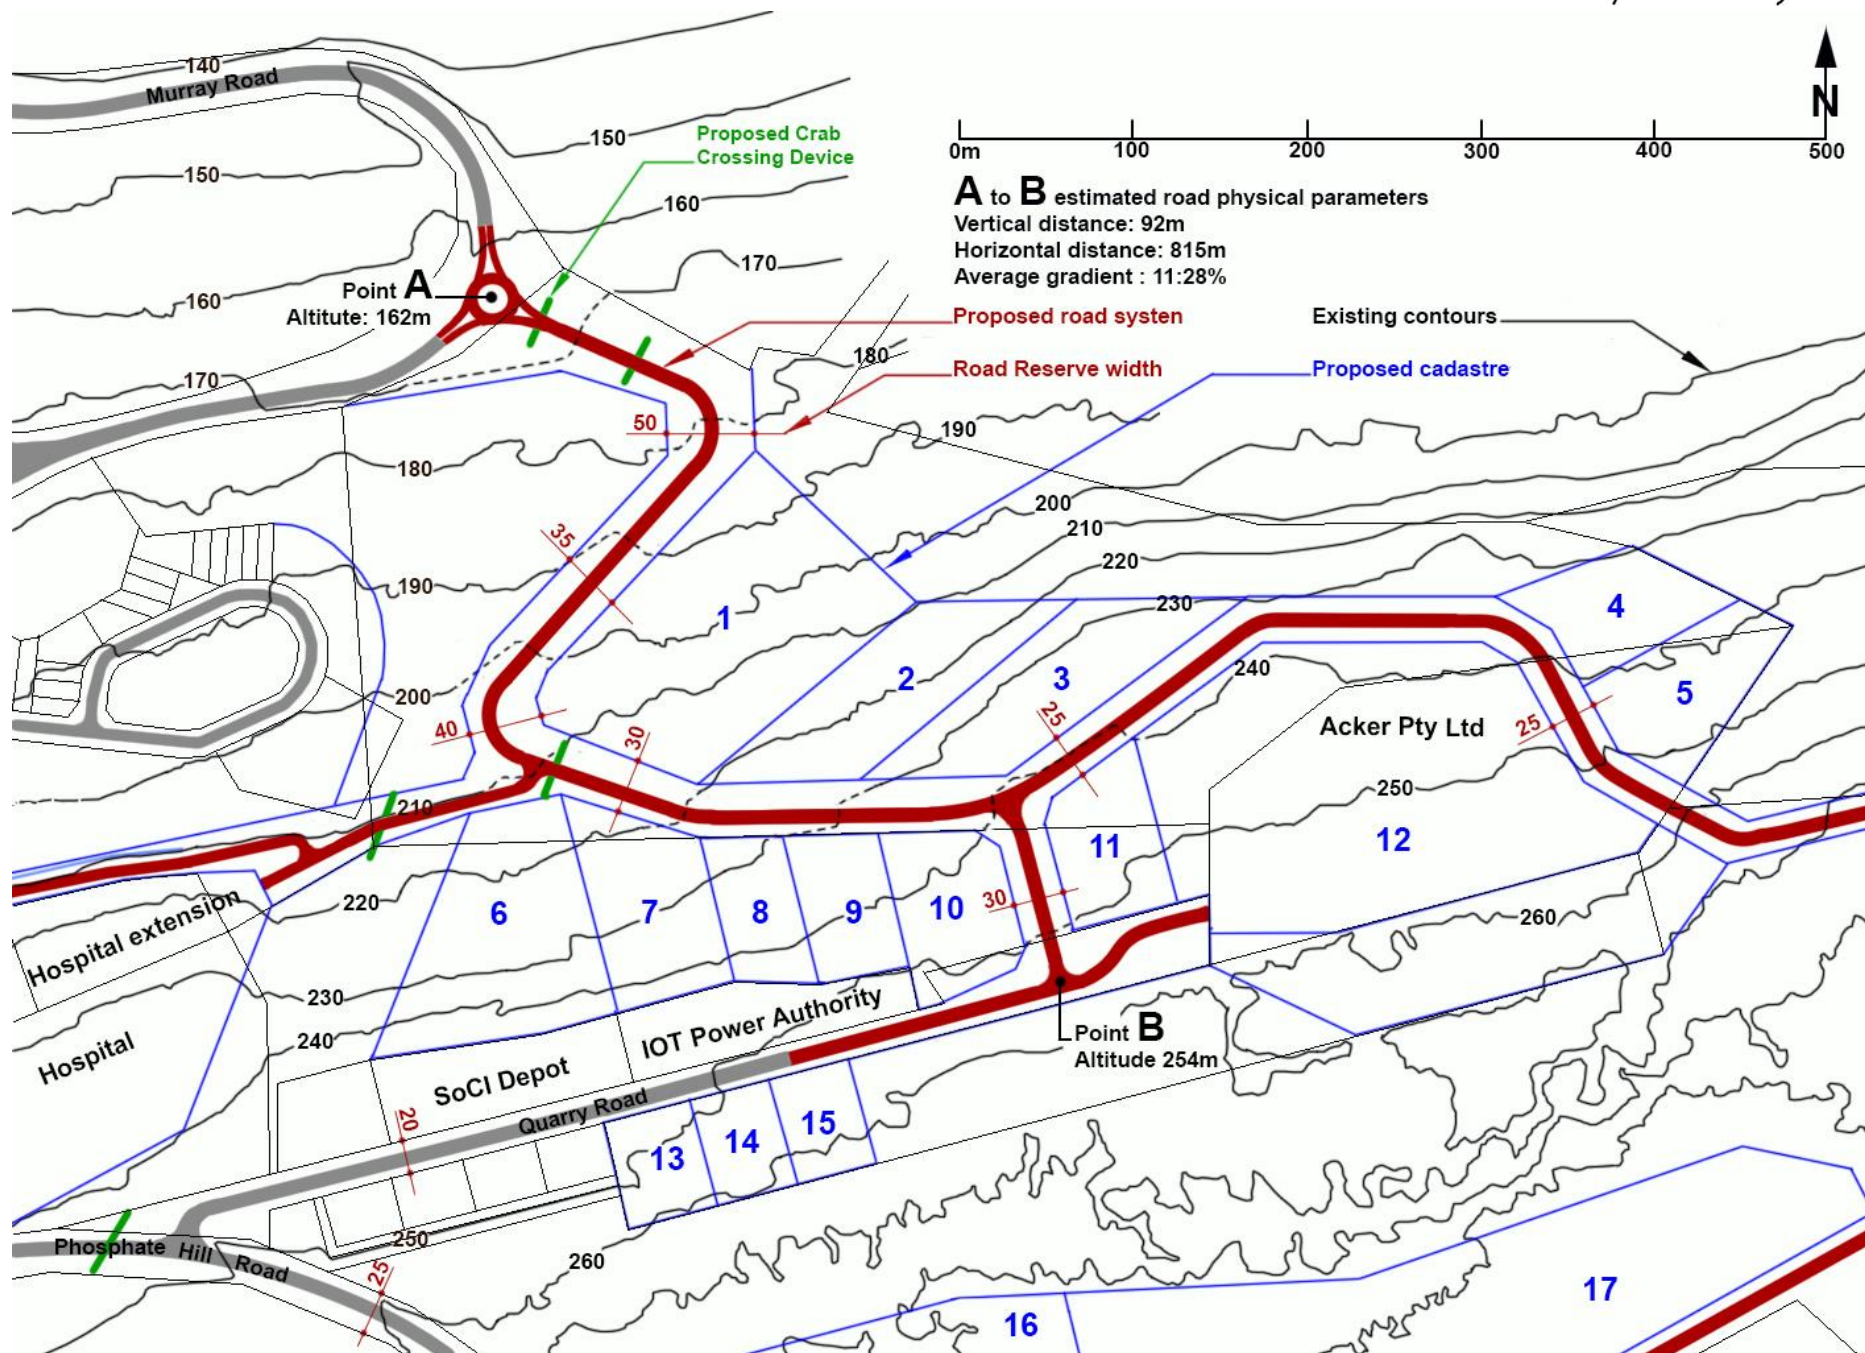 140
Murray Road
N
150
Proposed Crab
Crossing Device
0m 100 200 300 400 500
150
A to B estimated road physical parameters
Vertical distance: 92m
Horizontal distance: 815m
Average gradient : 11:28%
160
170
Point A
Altitute: 162m
160
Proposed road systen
Existing contours
180
Road Reserve width
Proposed cadastre
170
50
190
180
200
35
210
220
190
1
230
4
2
3
240
5
200
40
30
25
25
Acker Pty Ltd
210
250
11
12
220
6
7
8
9
10
30
260
Hospital extension
230
IOT Power Authority
240
Hospital
Point B
Altitude 254m
SoCI Depot
Quarry Road
20
13
14
15
250
Phosphate Hill Road
25
260
16
17